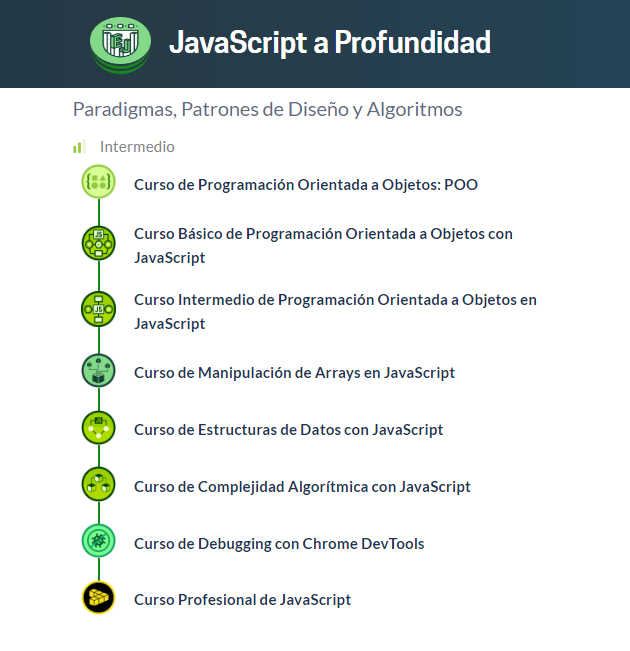 JavaScript a Profundidad
Paradigmas, Patrones de Diseño y Algoritmos
Intermedio
Curso de Programación Orientada a Objetos: POO
Curso Básico de Programación Orientada a Objetos con
JavaScript
Curso Intermedio de Programación Orientada a Objetos en
JavaScript
Curso de Manipulación de Arrays en JavaScript
Curso de Estructuras de Datos con JavaScript
Curso de Complejidad Algorítmica con JavaScript
Curso de Debugging con Chrome DevTools
Curso Profesional de JavaScript